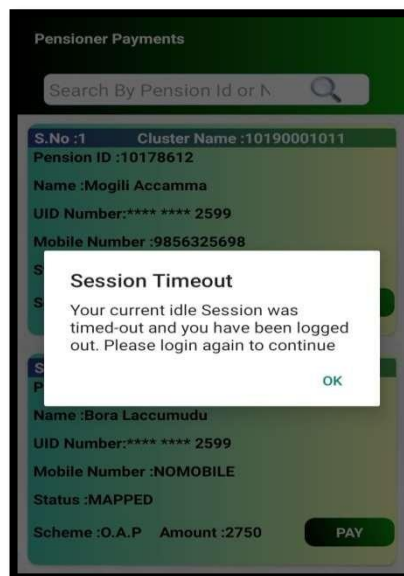 Pensioner Payments
Search By Pension Id or N
S.No :1 Cluster Name :10190001011
Pension ID :10178612
Name :Mogili Accamma
UID Number:**** **** 2599
Mobile Number :9856325698
S
S
Session Timeout
Your current idle Session was
timed-out and you have been logged
out. Please login again to continue
OK
S
P
Name :Bora Laccumudu
UID Number:**** **** 2599
Mobile Number :NOMOBILE
Status :MAPPED
Scheme :O.A.P Amount :2750 PAY